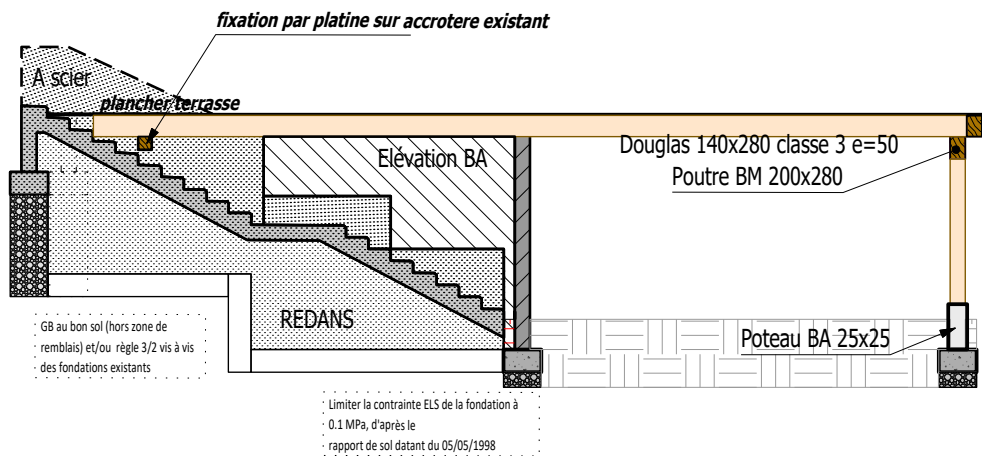 fixation par platine sur accrotere existant
A scier
plancher terrasse
Elévation BA
Douglas 140x280 classe 3 e=50
Poutre BM 200x280
REDANS
Poteau BA 25x25
GB au bon sol (hors zone de
remblais) et/ou règle 3/2 vis à vis
des fondations existants
Limiter la contrainte ELS de la fondation à
0.1 MPa, d'après le
rapport de sol datant du 05/05/1998